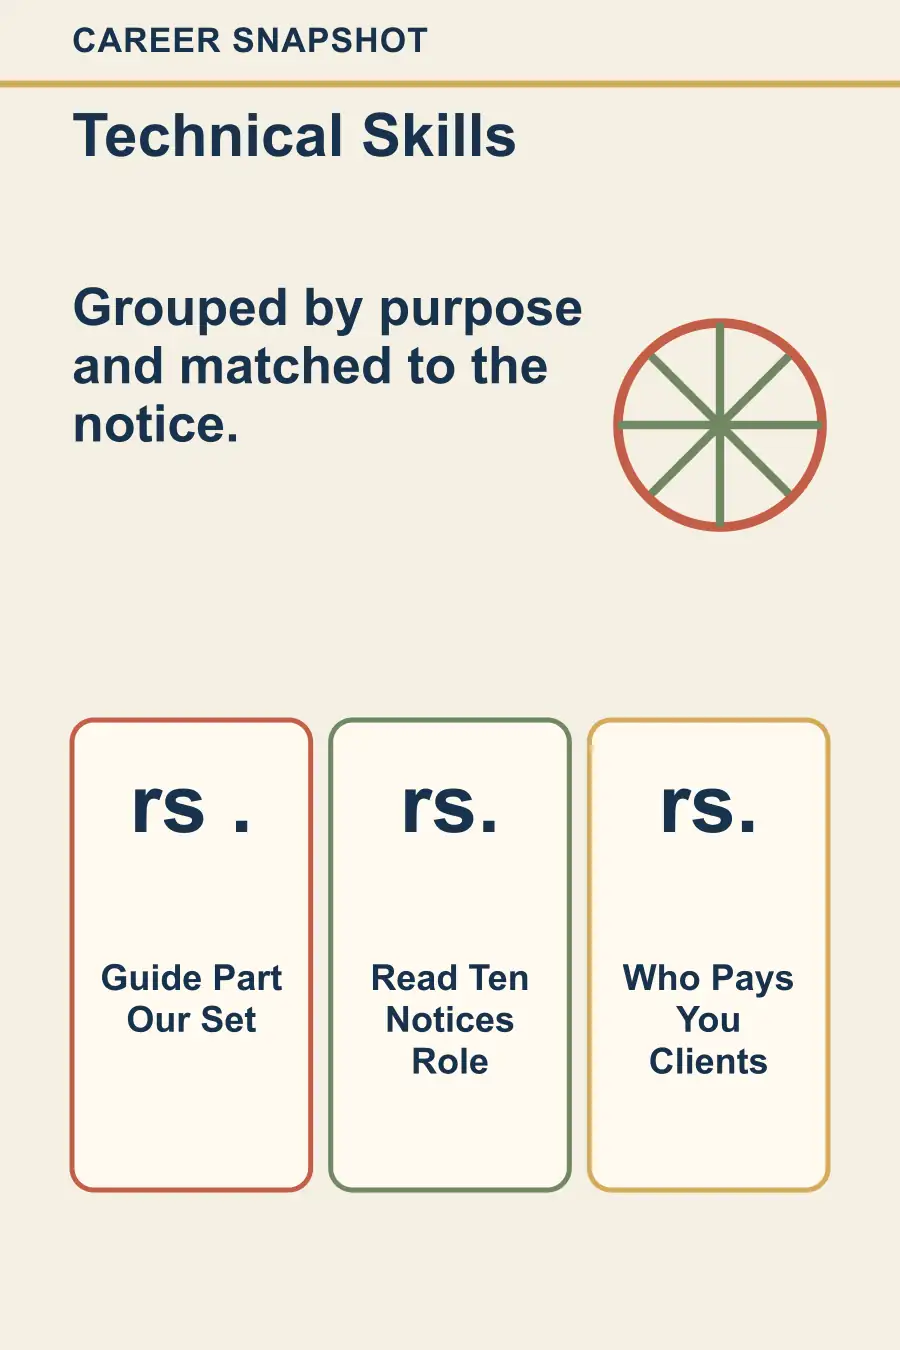 CAREER SNAPSHOT
Technical Skills
Grouped by purpose
and matched to the
notice.
rs .
Guide Part
Our Set
rs.
Read Ten
Notices
Role
rs.
Who Pays
You
Clients